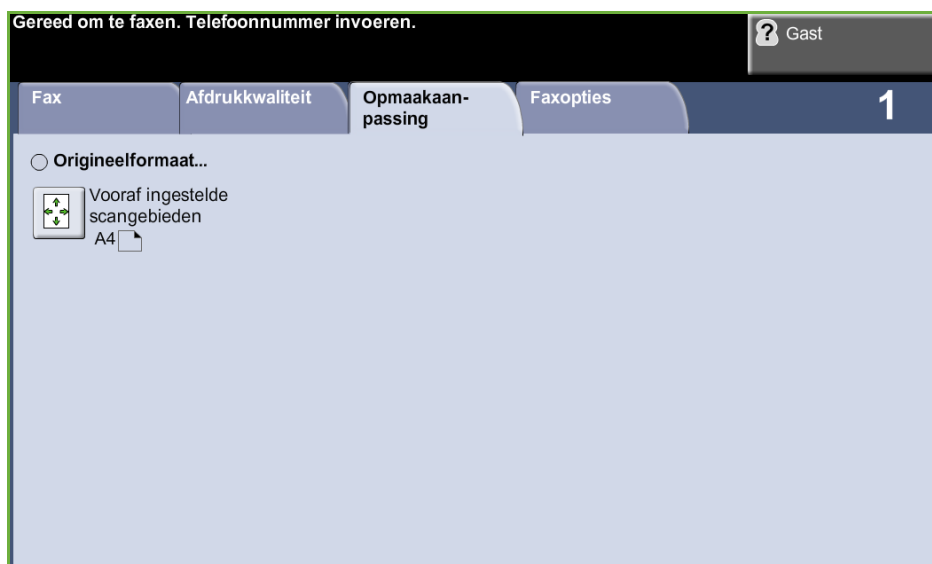 Gereed om te faxen. Telefoonnummer invoeren.
? Gast
Fax
Afdrukkwaliteit
Opmaakaan-
passing
Faxopties
1
Origineelformaat...
Vooraf ingestelde
scangebieden
A4